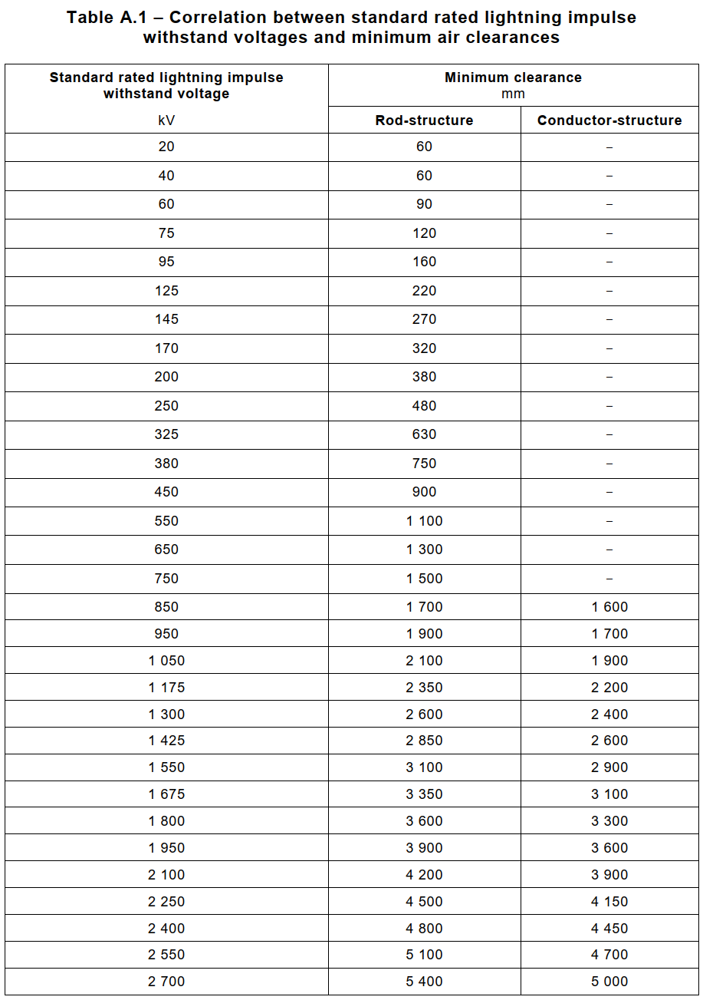 Table A.1 – Correlation between standard rated lightning impulse
withstand voltages and minimum air clearances
Standard rated lightning impulse
withstand voltage
kV
Minimum clearance
mm
Rod-structure Conductor-structure
20 60 –
40 60 –
60 90 –
75 120 –
95 160 –
125 220 –
145 270 –
170 320 –
200 380 –
250 480 –
325 630 –
380 750 –
450 900 –
550 1 100 –
650 1 300 –
750 1 500 –
850 1 700 1 600
950 1 900 1 700
1 050 2 100 1 900
1 175 2 350 2 200
1 300 2 600 2 400
1 425 2 850 2 600
1 550 3 100 2 900
1 675 3 350 3 100
1 800 3 600 3 300
1 950 3 900 3 600
2 100 4 200 3 900
2 250 4 500 4 150
2 400 4 800 4 450
2 550 5 100 4 700
2 700 5 400 5 000